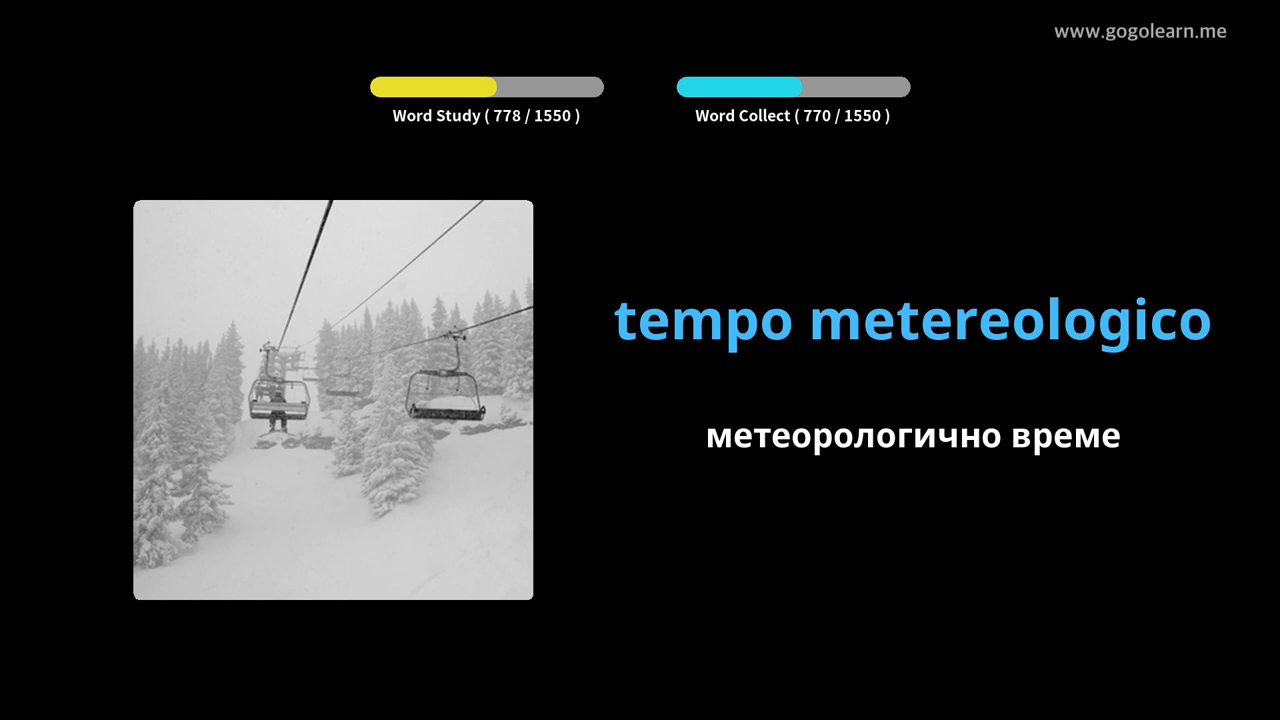 www.gogolearn.me
Word Study ( 778 / 1550 )
Word Collect ( 770 / 1550 )
tempo metereologico
метеорологично време